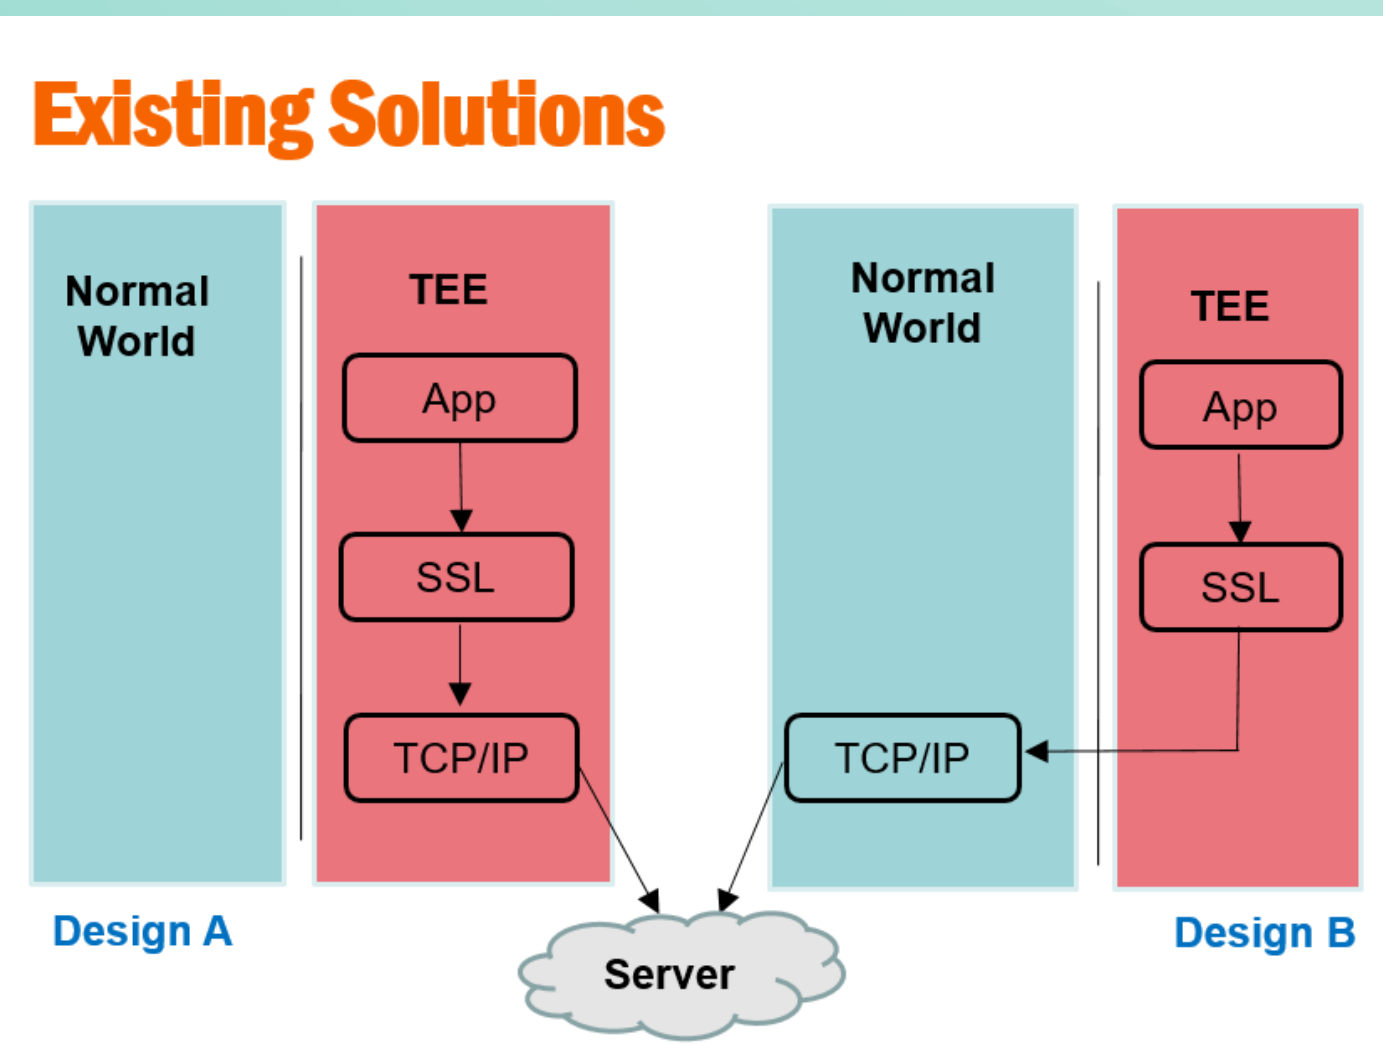 Existing Solutions
Normal
World
TEE
App
SSL
TCP/IP
Design A
Normal
World
TEE
App
SSL
TCP/IP
Design B
Server